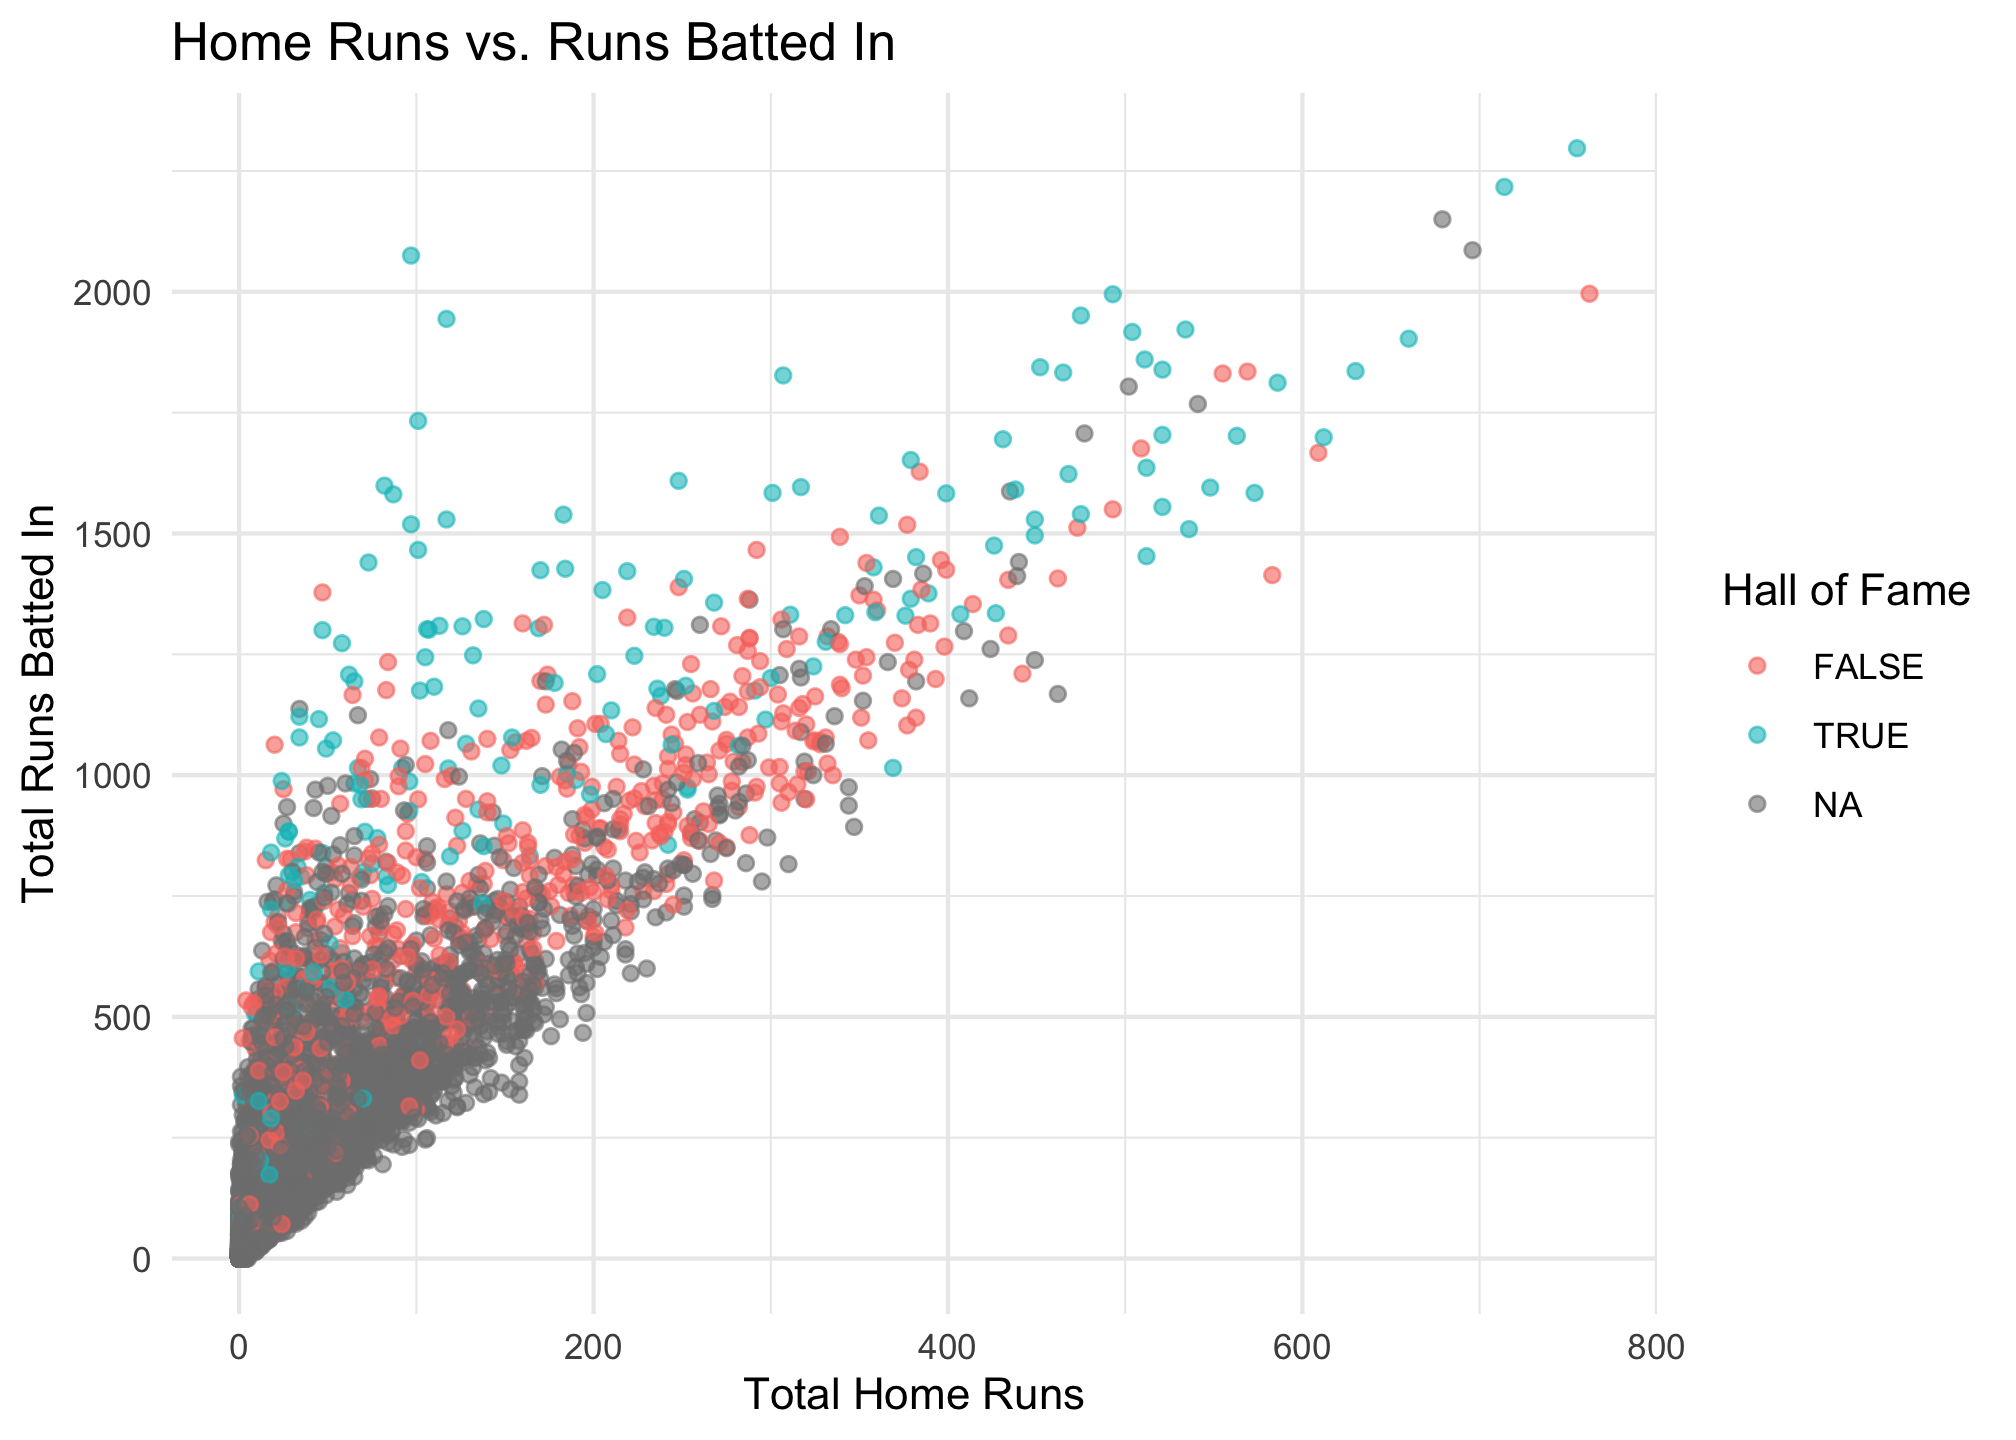 Home Runs vs. Runs Batted In
Total Runs Batted In
2000
1500
1000
500
0
0 200 400 600 800
Total Home Runs
Hall of Fame
FALSE
TRUE
NA